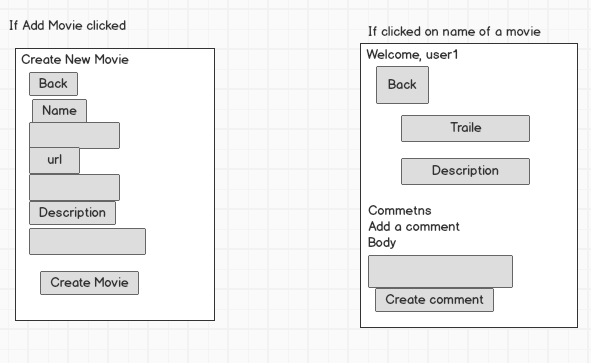 If Add Movie clicked
Create New Movie
Back
Name
url
Description
Create Movie
If clicked on name of a movie
Welcome, user1
Back
Traile
Description
Commetns
Add a comment
Body
Create comment